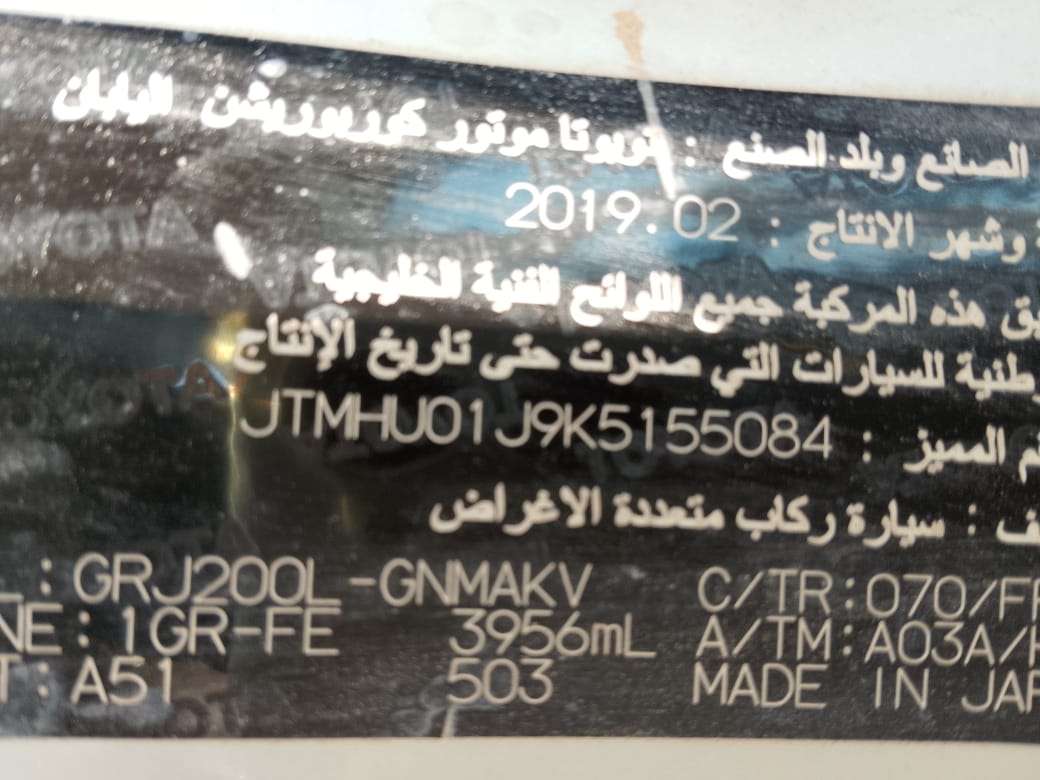 الصانع وبلد الصنع : تويوتا موتور كوربوريشن اليابان
وشهر الانتاج : 2019.02
هذه المركبة جميع اللوائح الفنية الخليجية
للسيارات التي صدرت حتى تاريخ الإنتاج
المميز : JTMHU01J9K5155084
: سيارة ركاب متعددة الاغراض
: GRJ200L-GNMAKV C/TR:070/F
NE: 1GR-FE 3956mL A/TM:A03A/
T: A51 503 MADE IN JAP